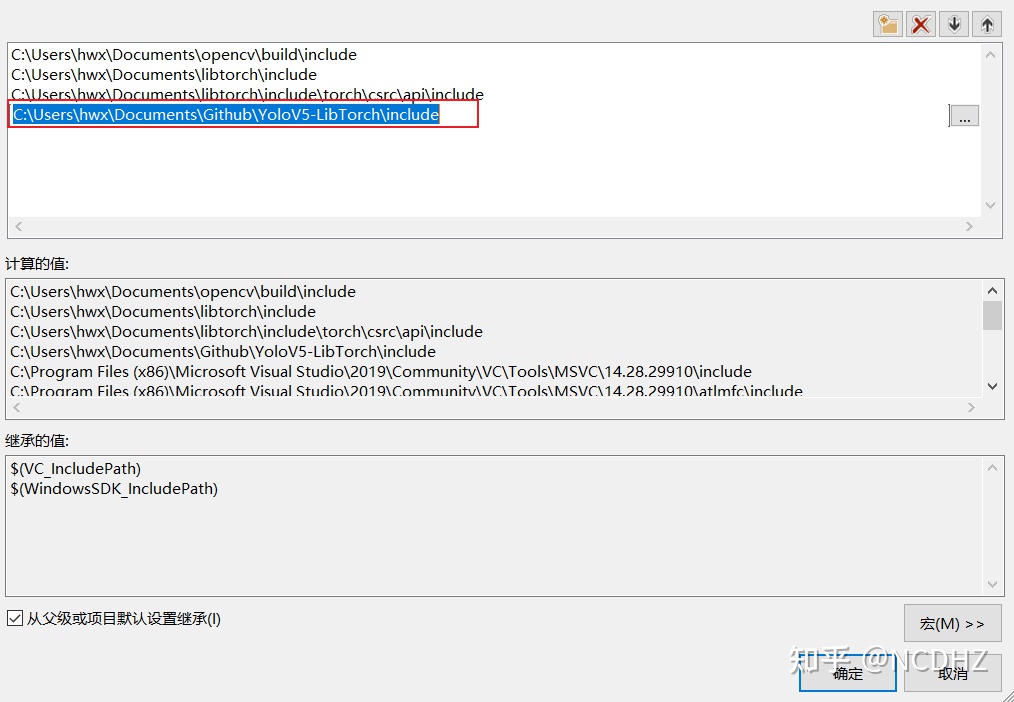 C:\Users\hwx\Documents\opencv\build\include
C:\Users\hwx\Documents\libtorch\include
C:\Users\hwx\Documents\libtorch\include\torch\csrc\api\include
C:\Users\hwx\Documents\Github\YoloV5-LibTorch\include
...
计算的值:
C:\Users\hwx\Documents\opencv\build\include
C:\Users\hwx\Documents\libtorch\include
C:\Users\hwx\Documents\libtorch\include\torch\csrc\api\include
C:\Users\hwx\Documents\Github\YoloV5-LibTorch\include
C:\Program Files (x86)\Microsoft Visual Studio\2019\Community\VC\Tools\MSVC\14.28.29910\include
C:\Program Files (x86)\Microsoft Visual Studio\2019\Community\VC\Tools\MSVC\14.28.29910\atlmfc\include
继承的值:
$(VC_IncludePath)
$(WindowsSDK_IncludePath)
从父级或项目默认设置继承(I)
宏(M) >>
知乎 @NCDHZ
确定
取消